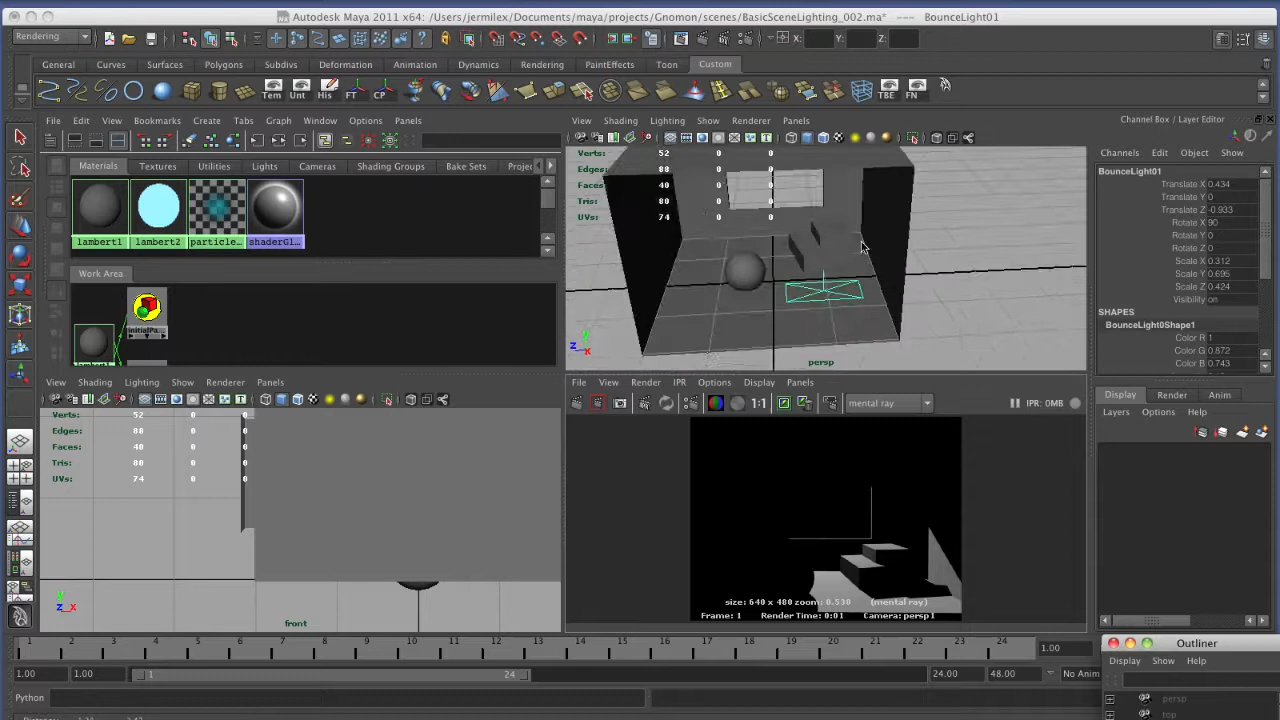 Autodesk Maya 2011 x64: /Users/jermilex/Documents/maya/projects/Gnomon/scenes/BasicSceneLighting_002.ma* --- BounceLight01
Rendering X: Y: Z:
General Curves Surfaces Polygons Subdivs Deformation Animation Dynamics Rendering PaintEffects Toon Custom
Tem Unt His FT CP TBE FN
File Edit View Bookmarks Create Tabs Graph Window Options Panels
Materials Textures Utilities Lights Cameras Shading Groups Bake Sets Proje
lambert1 lambert2 particle... shaderGl...
Work Area
initialPa...
View Shading Lighting Show Renderer Panels
Verts: 52 0 0
Edges: 88 0 0
Faces: 40 0 0
Tris: 80 0 0
UVs: 74 0 0
persp
z x
Channel Box / Layer Editor
Channels Edit Object Show
BounceLight01
Translate X 0.434
Translate Y 0
Translate Z -0.933
Rotate X 90
Rotate Y 0
Rotate Z 0
Scale X 0.312
Scale Y 0.695
Scale Z 0.424
Visibility on
SHAPES
BounceLight0Shape1
Color R 1
Color G 0.872
Color B 0.743
View Shading Lighting Show Renderer Panels
Verts: 52 0 0
Edges: 88 0 0
Faces: 40 0 0
Tris: 80 0 0
UVs: 74 0 0
front
y
z x
File View Render IPR Options Display Panels
1:1 mental ray IPR: 0MB
size: 640 x 480 zoom: 0.530 (mental ray)
Frame: 1 Render Time: 0:01 Camera: persp1
Display Render Anim
Layers Options Help
1 2 3 4 5 6 7 8 9 10 11 12 13 14 15 16 17 18 19 20 21 22 23 24
1.00
1.00 1.00 1 24 24.00 48.00 No Anim
Python
Outliner
Display Show Help
persp
top